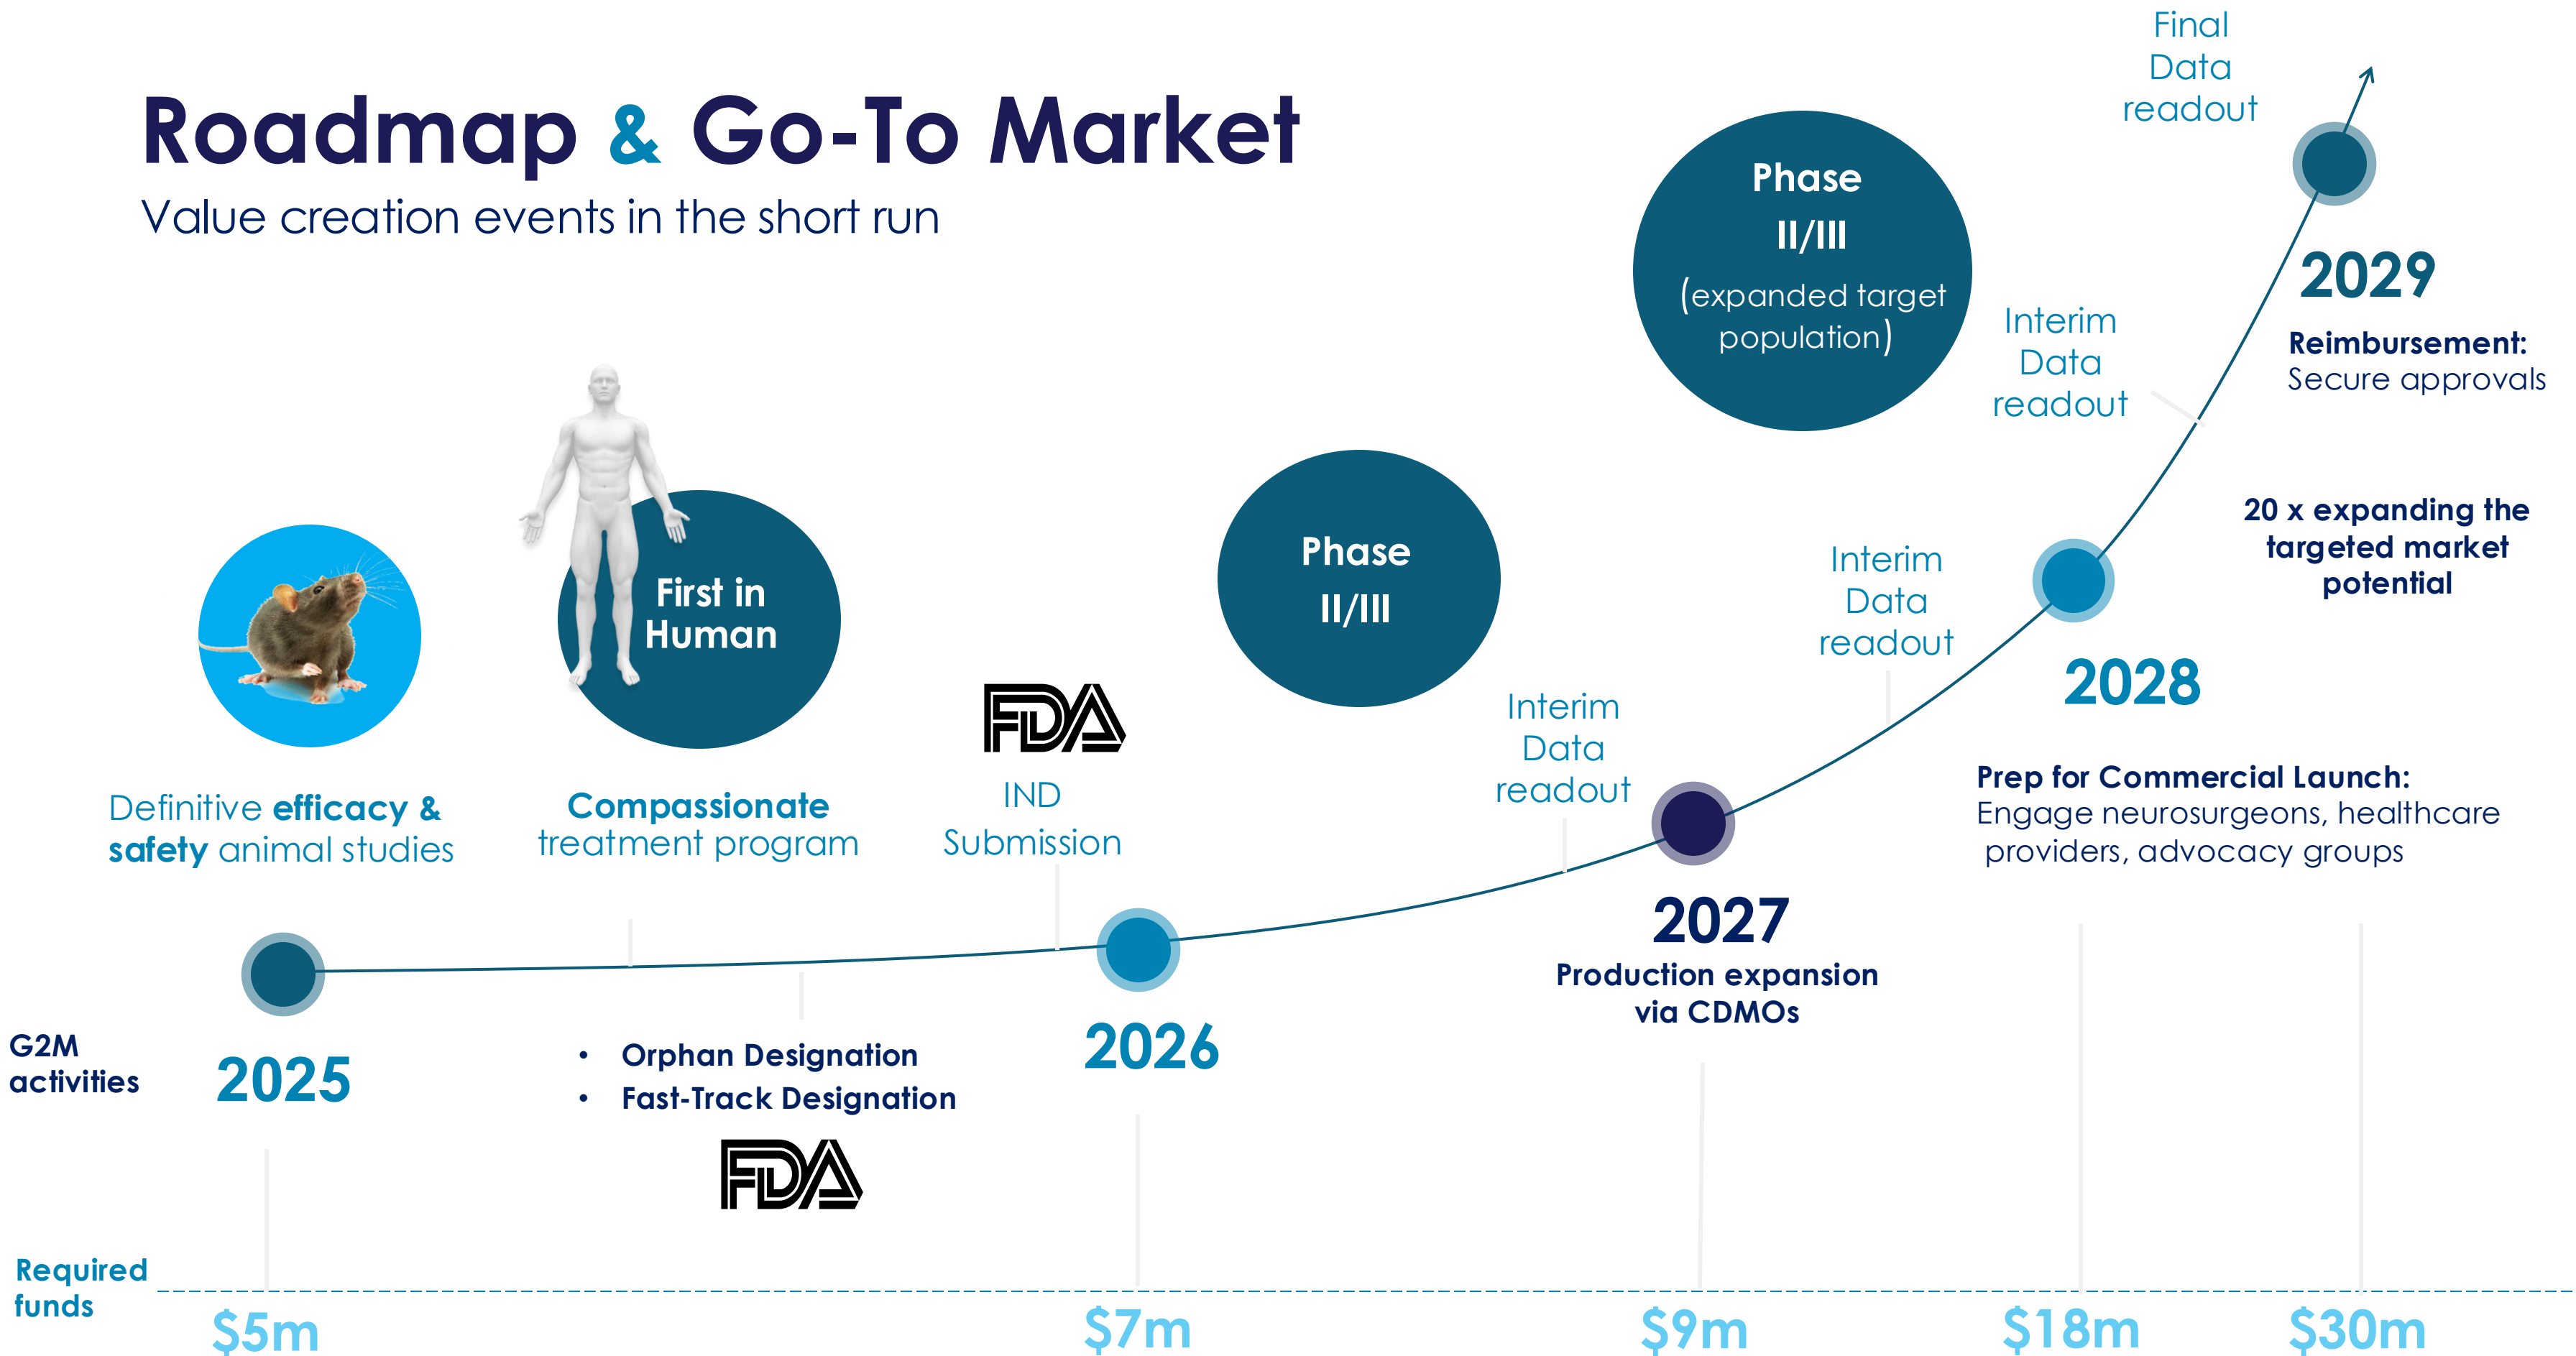 Roadmap & Go-To Market
Value creation events in the short run
Definitive efficacy &
safety animal studies
First in
Human
Compassionate
treatment program
FDA
IND
Submission
Phase
II/III
Interim
Data
readout
Phase
II/III
(expanded target
population)
Interim
Data
readout
Interim
Data
readout
Final
Data
readout
G2M
activities
2025
• Orphan Designation
• Fast-Track Designation
FDA
2026
2027
Production expansion
via CDMOs
2028
Prep for Commercial Launch:
Engage neurosurgeons, healthcare
providers, advocacy groups
2029
Reimbursement:
Secure approvals
20 x expanding the
targeted market
potential
Required
funds
$5m
$7m
$9m
$18m
$30m